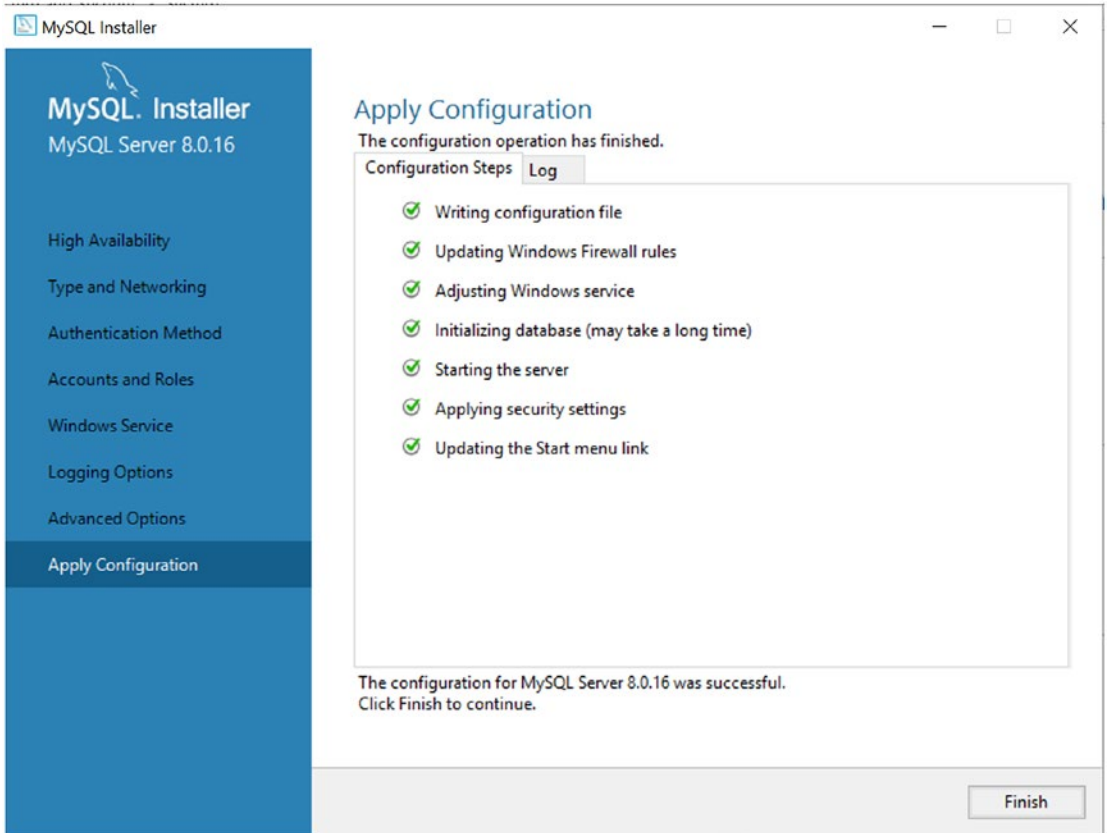 MySQL Installer
MySQL. Installer
MySQL Server 8.0.16
High Availability
Type and Networking
Authentication Method
Accounts and Roles
Windows Service
Logging Options
Advanced Options
Apply Configuration
Apply Configuration
The configuration operation has finished.
Configuration Steps
Log
Writing configuration file
Updating Windows Firewall rules
Adjusting Windows service
Initializing database (may take a long time)
Starting the server
Applying security settings
Updating the Start menu link
The configuration for MySQL Server 8.0.16 was successful.
Click Finish to continue.
Finish